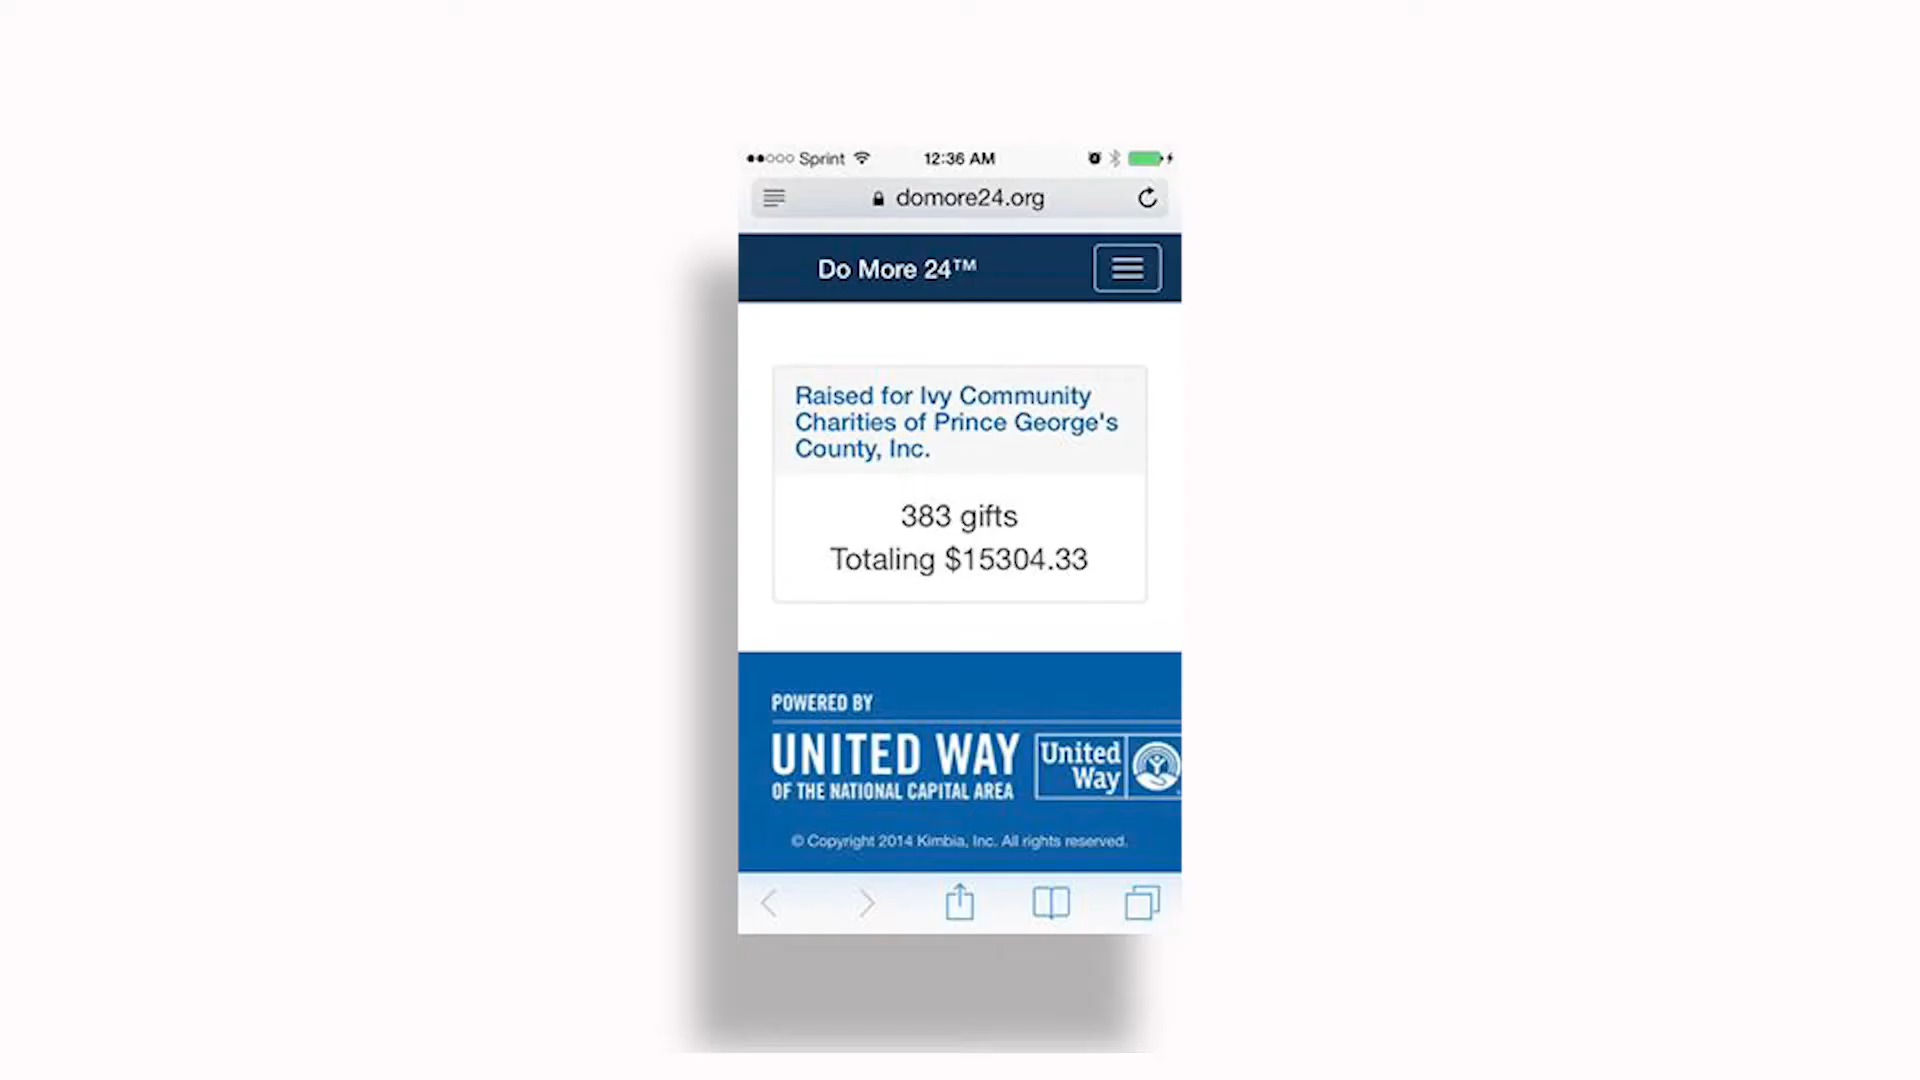 Sprint 12:36 AM
domore24.org
Do More 24™
Raised for Ivy Community
Charities of Prince George's
County, Inc.
383 gifts
Totaling $15304.33
POWERED BY
UNITED WAY
OF THE NATIONAL CAPITAL AREA
United
Way
© Copyright 2014 Kimbia, Inc. All rights reserved.